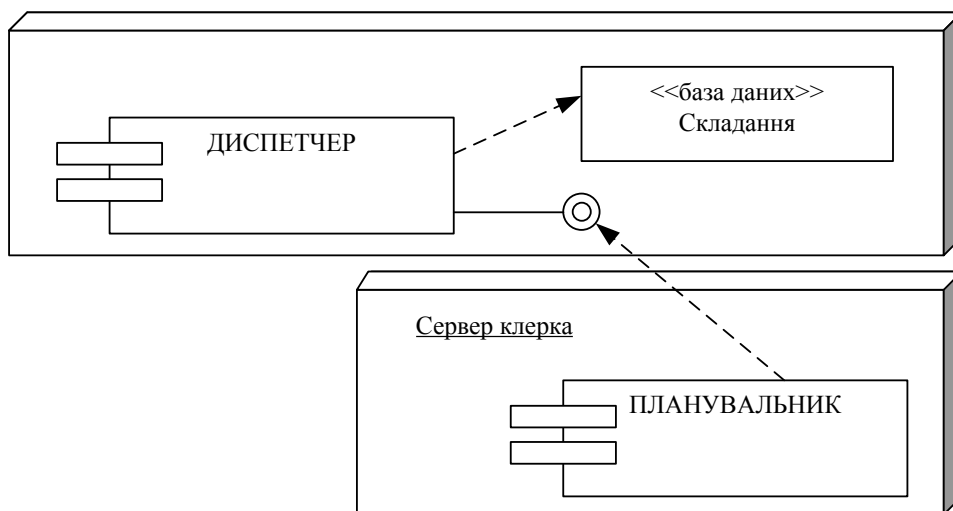 <<база даних>>
Складання
ДИСПЕТЧЕР
Сервер клерка
ПЛАНУВАЛЬНИК